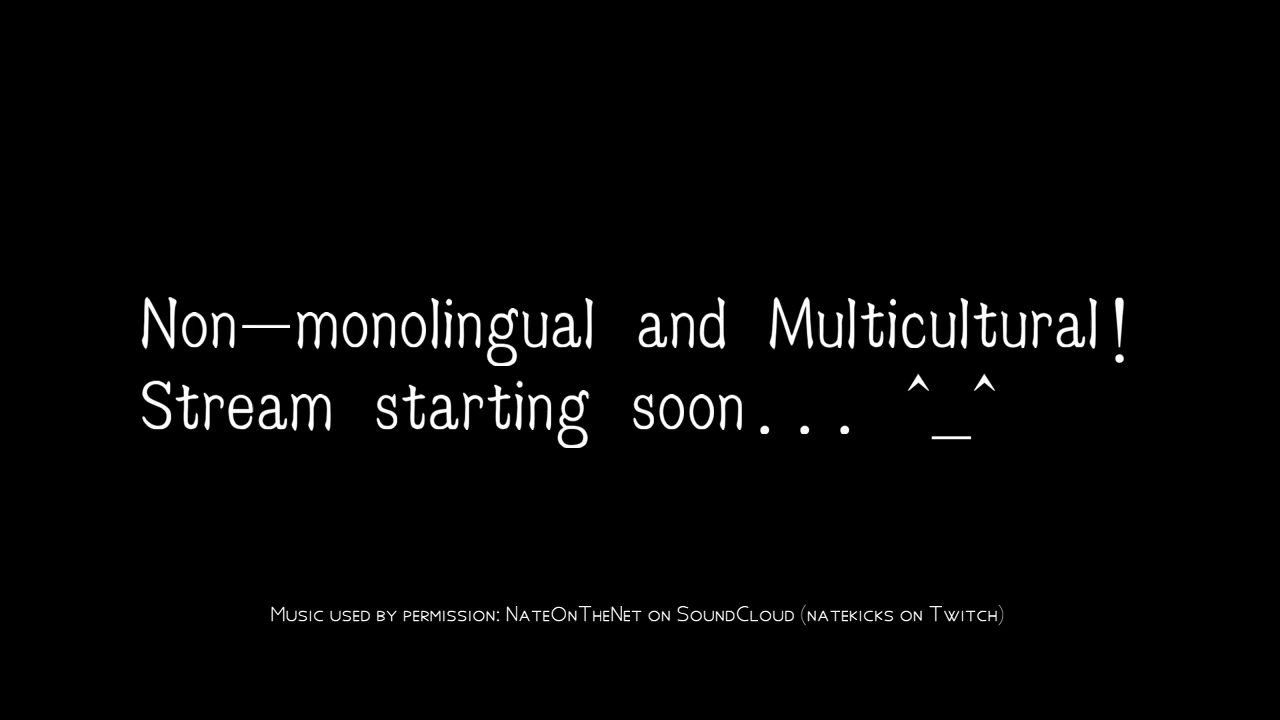 Non—monolingual and Multicultural!
Stream starting soon... ^_^
Music used by permission: NateOnTheNet on SoundCloud (natekicks on Twitch)